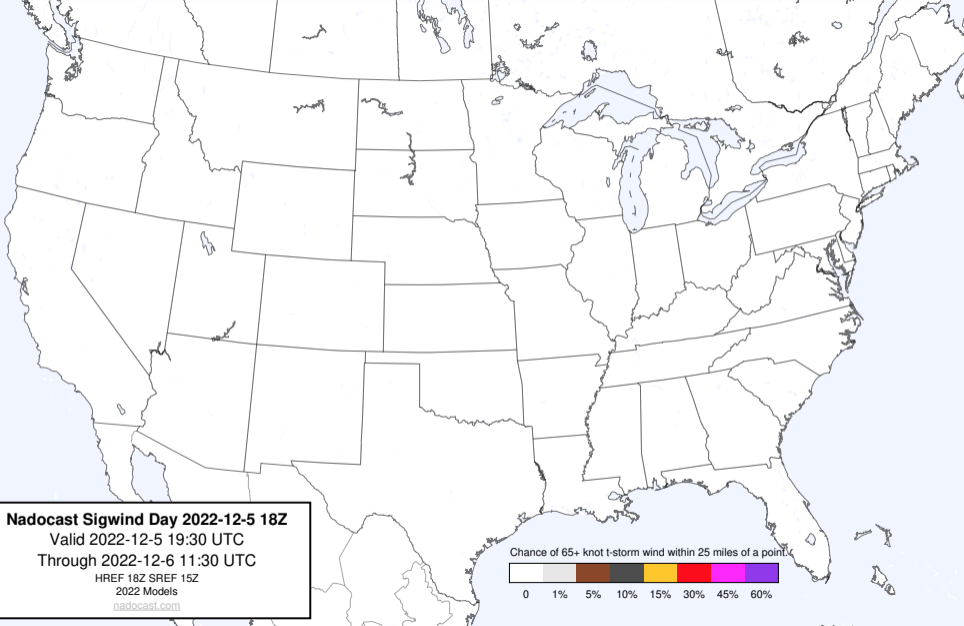 Nadocast Sigwind Day 2022-12-5 18Z
Valid 2022-12-5 19:30 UTC
Through 2022-12-6 11:30 UTC
HREF 18Z SREF 15Z
2022 Models
nadocast.com
Chance of 65+ knot t-storm wind within 25 miles of a point.
0 1% 5% 10% 15% 30% 45% 60%